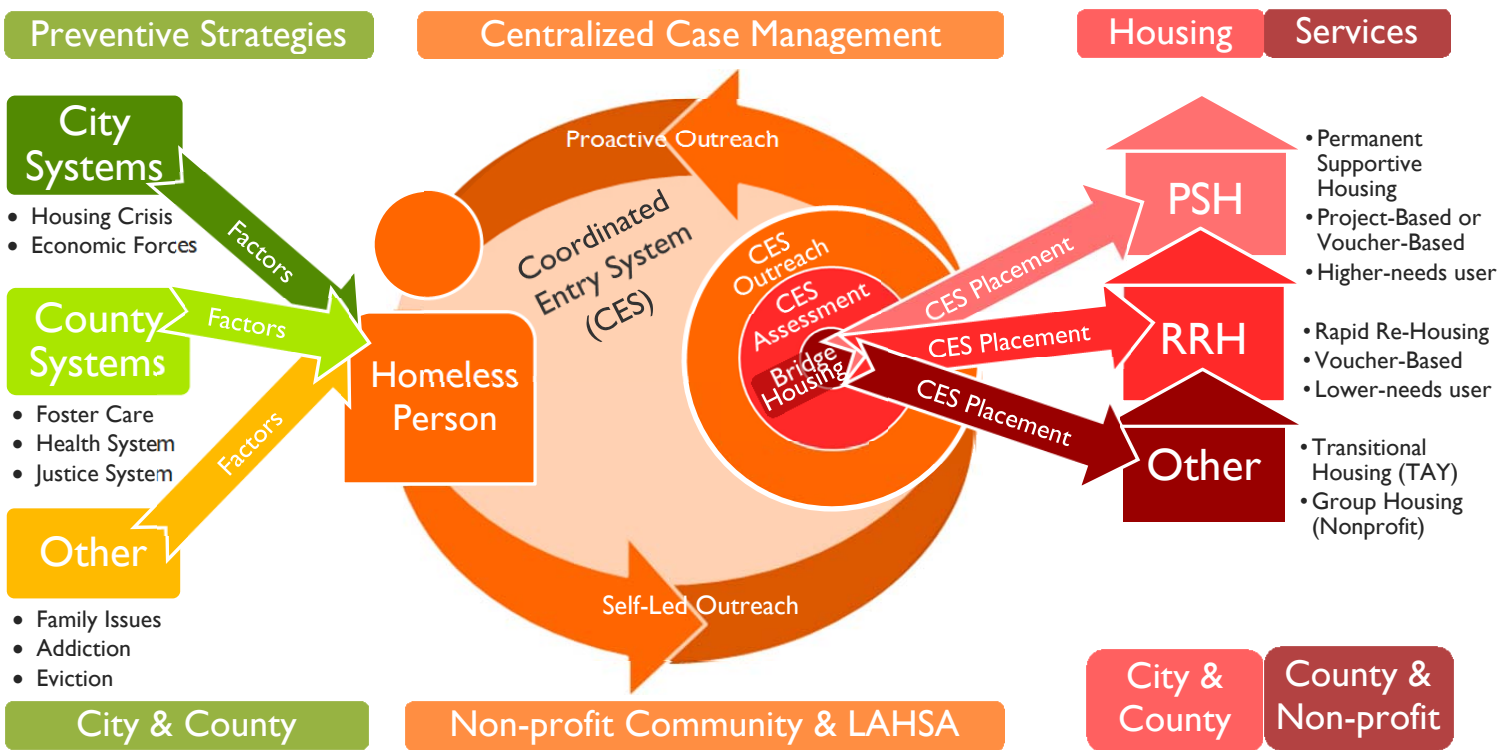 Preventive Strategies
Centralized Case Management
Housing
Services
City
Systems
• Housing Crisis
• Economic Forces
Factors
County
Systems
• Foster Care
• Health System
• Justice System
Factors
Other
• Family Issues
• Addiction
• Eviction
Factors
City & County
Homeless
Person
Proactive Outreach
Coordinated
Entry System
(CES)
CES
Outreach
CES
Assessment
Bridge
Housing
Self-Led Outreach
Non-profit Community & LAHSA
CES Placement
CES Placement
CES Placement
PSH
• Permanent
Supportive
Housing
• Project-Based or
Voucher-Based
• Higher-needs user
RRH
• Rapid Re-Housing
• Voucher-Based
• Lower-needs user
Other
• Transitional
Housing (TAY)
• Group Housing
(Nonprofit)
City &
County
County &
Non-profit